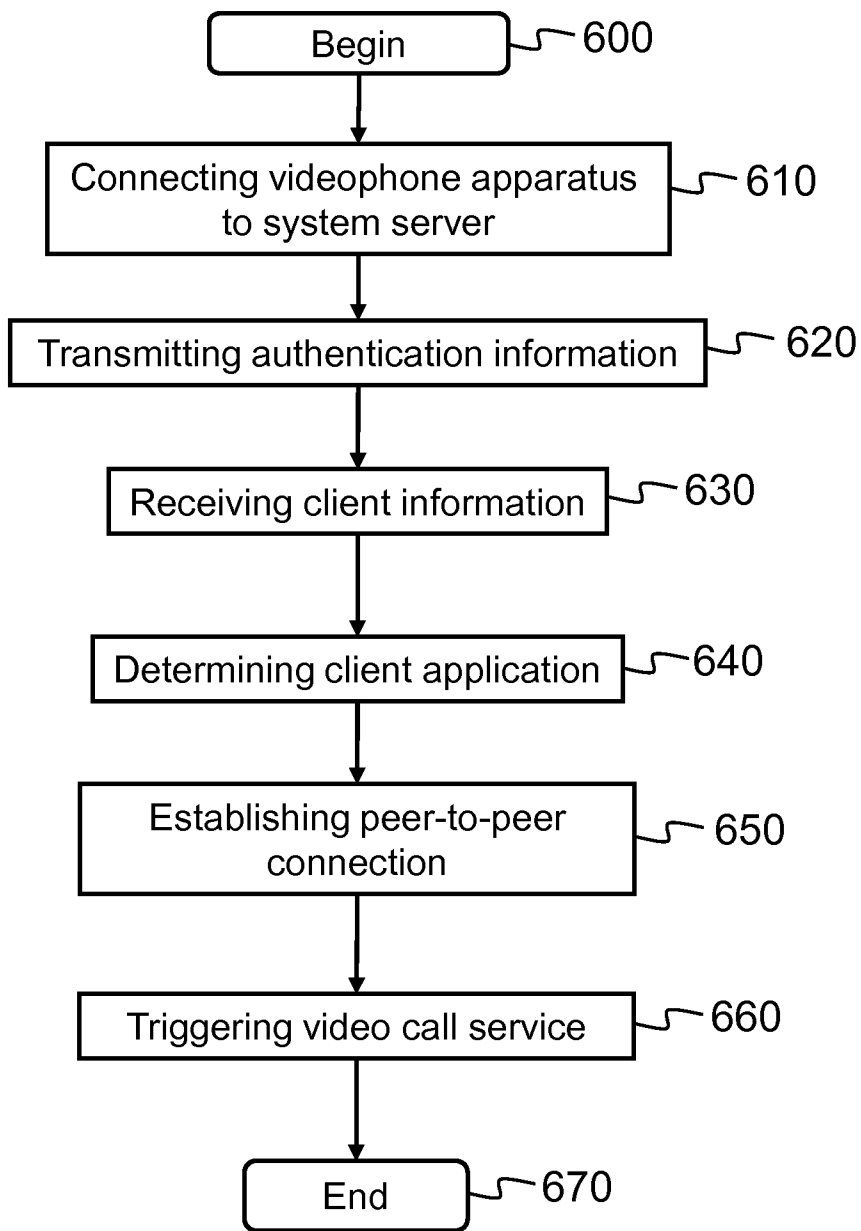 Begin
600
Connecting videophone apparatus
to system server
610
Transmitting authentication information
620
Receiving client information
630
Determining client application
640
Establishing peer-to-peer
connection
650
Triggering video call service
660
End
670